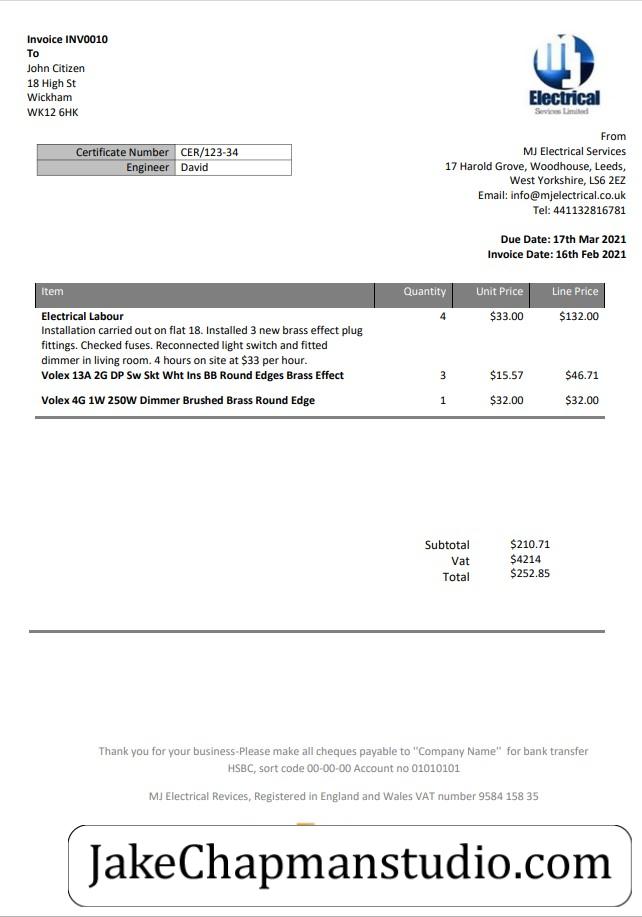 Invoice INV0010
To
John Citizen
18 High St
Wickham
WK12 6HK
Electrical
Sevices Limited
Certificate Number CER/123-34
Engineer David
From
MJ Electrical Services
17 Harold Grove, Woodhouse, Leeds,
West Yorkshire, LS6 2EZ
Email: info@mjelectrical.co.uk
Tel: 441132816781
Due Date: 17th Mar 2021
Invoice Date: 16th Feb 2021
Item Quantity Unit Price Line Price
Electrical Labour 4 $33.00 $132.00
Installation carried out on flat 18. Installed 3 new brass effect plug
fittings. Checked fuses. Reconnected light switch and fitted
dimmer in living room. 4 hours on site at $33 per hour.
Volex 13A 2G DP Sw Skt Wht Ins BB Round Edges Brass Effect 3 $15.57 $46.71
Volex 4G 1W 250W Dimmer Brushed Brass Round Edge 1 $32.00 $32.00
Subtotal $210.71
Vat $4214
Total $252.85
Thank you for your business-Please make all cheques payable to "Company Name" for bank transfer
HSBC, sort code 00-00-00 Account no 01010101
MJ Electrical Revices, Registered in England and Wales VAT number 9584 158 35
JakeChapmanstudio.com